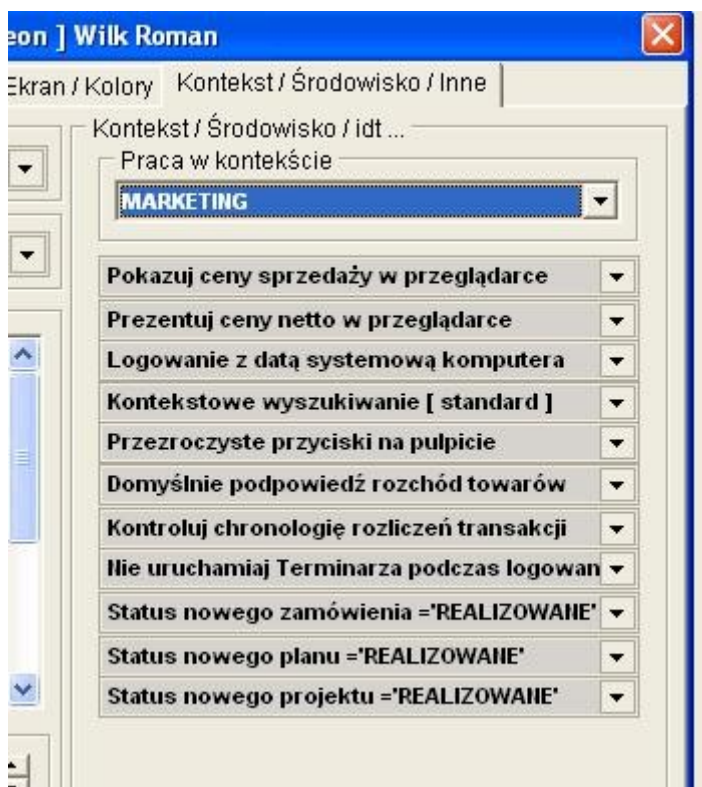 eon ] Wilk Roman
Ekran / Kolory Kontekst / Środowisko / Inne
Kontekst / Środowisko / idt ...
Praca w kontekście
MARKETING
Pokazuj ceny sprzedaży w przeglądarce
Prezentuj ceny netto w przeglądarce
Logowanie z datą systemową komputera
Kontekstowe wyszukiwanie [ standard ]
Przezroczyste przyciski na pulpicie
Domyślnie podpowiedź rozchód towarów
Kontroluj chronologię rozliczeń transakcji
Nie uruchamiaj Terminarza podczas logowan
Status nowego zamówienia ='REALIZOWANE'
Status nowego planu ='REALIZOWANE'
Status nowego projektu ='REALIZOWANE'